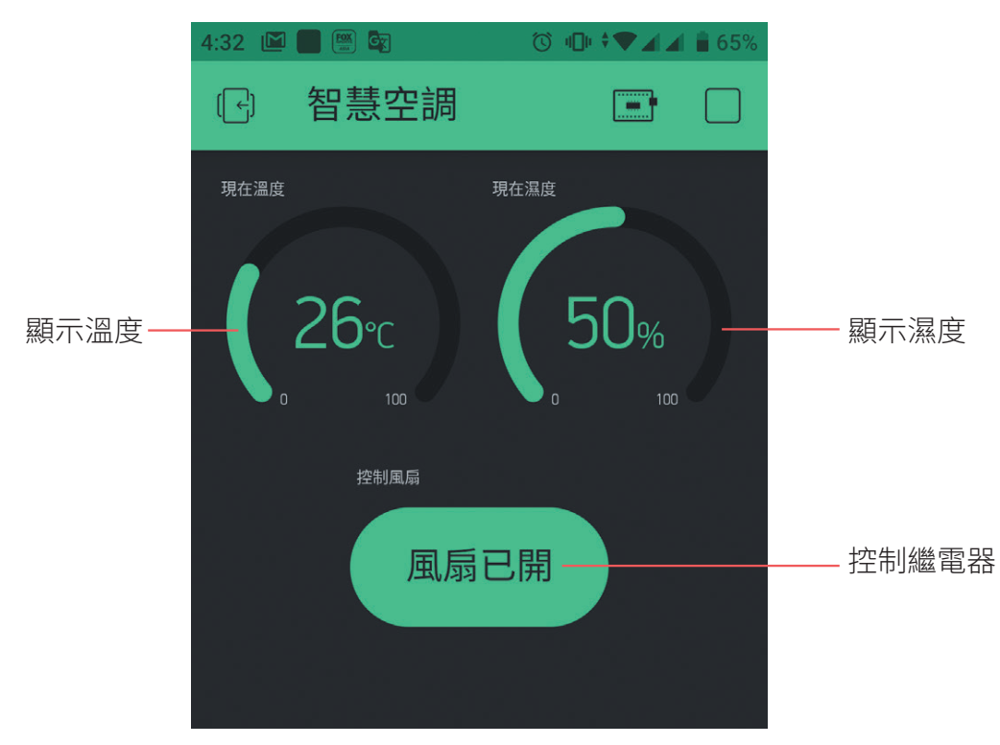 4:32 FOX 65%
智慧空調
現在溫度 現在濕度
顯示溫度 26°C 50% 顯示濕度
0 100 0 100
控制風扇
風扇已開 控制繼電器